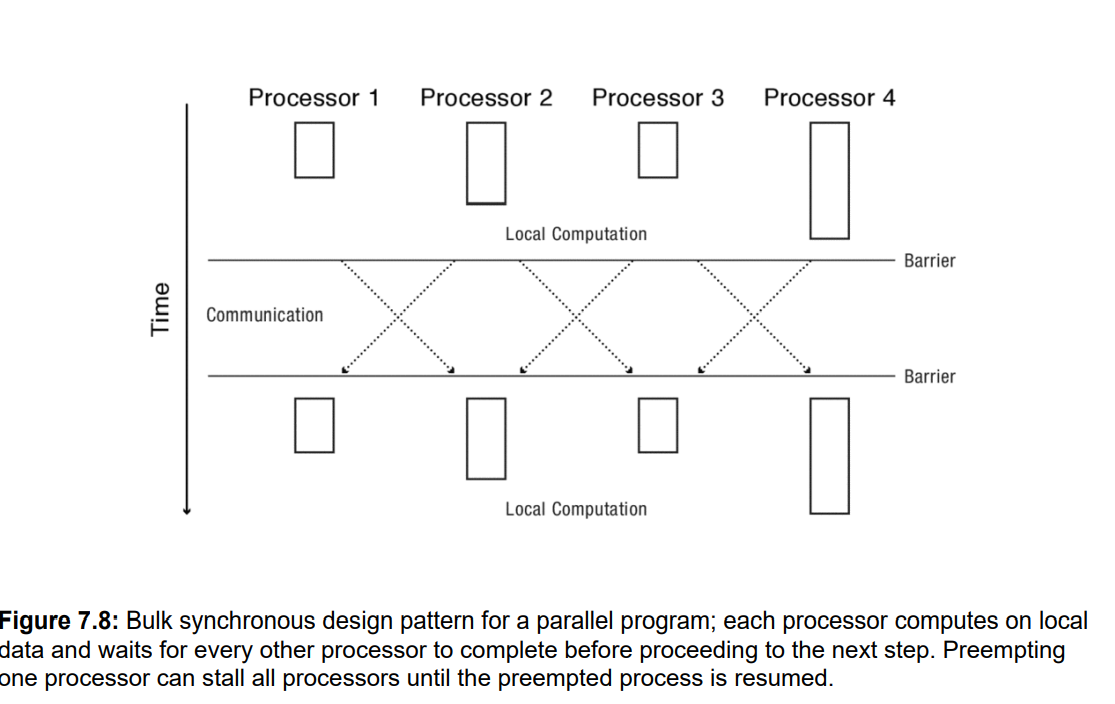 Processor 1 Processor 2 Processor 3 Processor 4
Local Computation
Barrier
Time
Communication
Barrier
Local Computation
Figure 7.8: Bulk synchronous design pattern for a parallel program; each processor computes on local
data and waits for every other processor to complete before proceeding to the next step. Preempting
one processor can stall all processors until the preempted process is resumed.